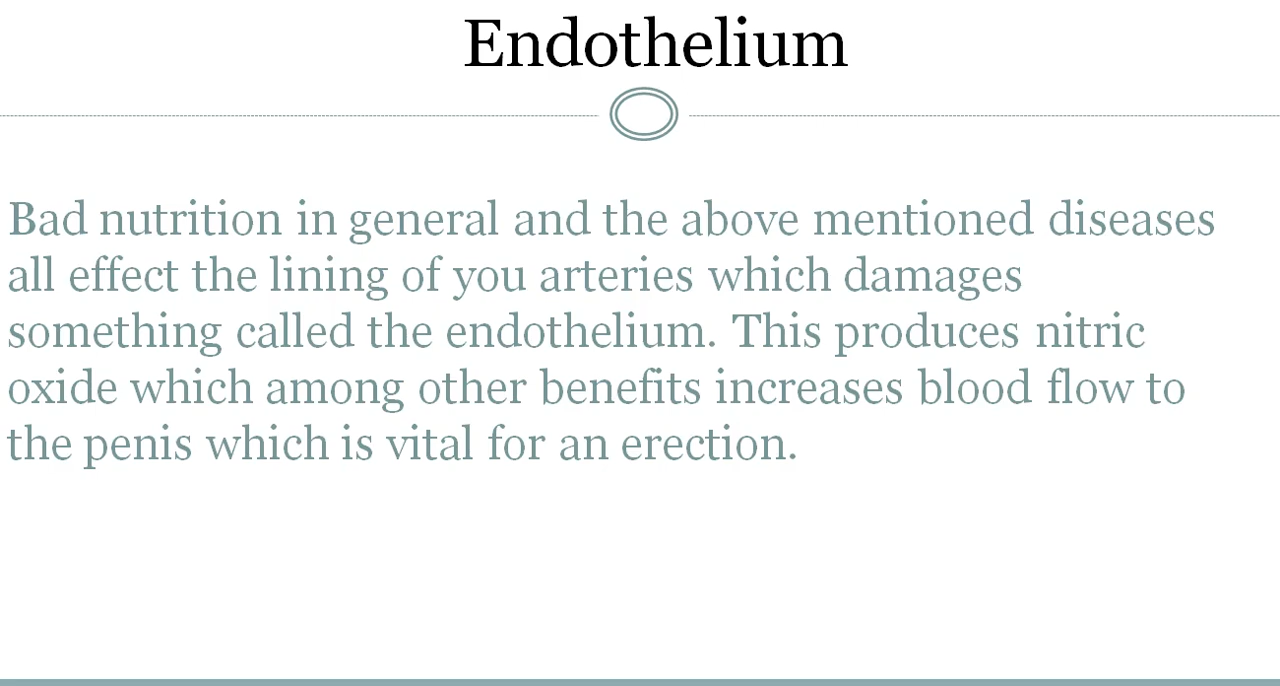 Endothelium
Bad nutrition in general and the above mentioned diseases
all effect the lining of you arteries which damages
something called the endothelium. This produces nitric
oxide which among other benefits increases blood flow to
the penis which is vital for an erection.